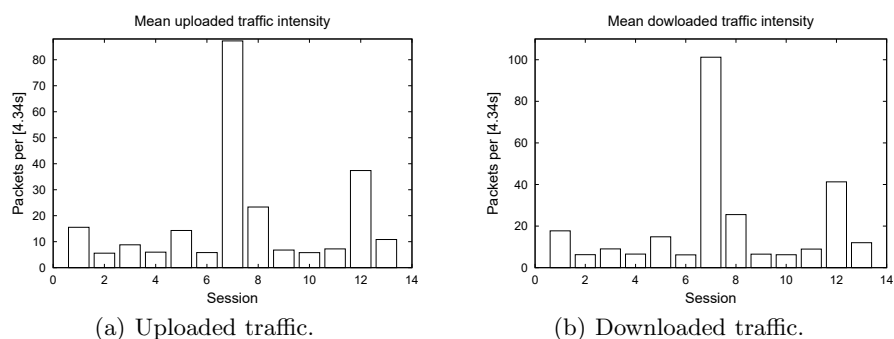 Mean uploaded traffic intensity
Packets per [4.34s]
80
70
60
50
40
30
20
10
0
0 2 4 6 8 10 12 14
Session
(a) Uploaded traffic.
Mean dowloaded traffic intensity
Packets per [4.34s]
100
80
60
40
20
0
0 2 4 6 8 10 12 14
Session
(b) Downloaded traffic.